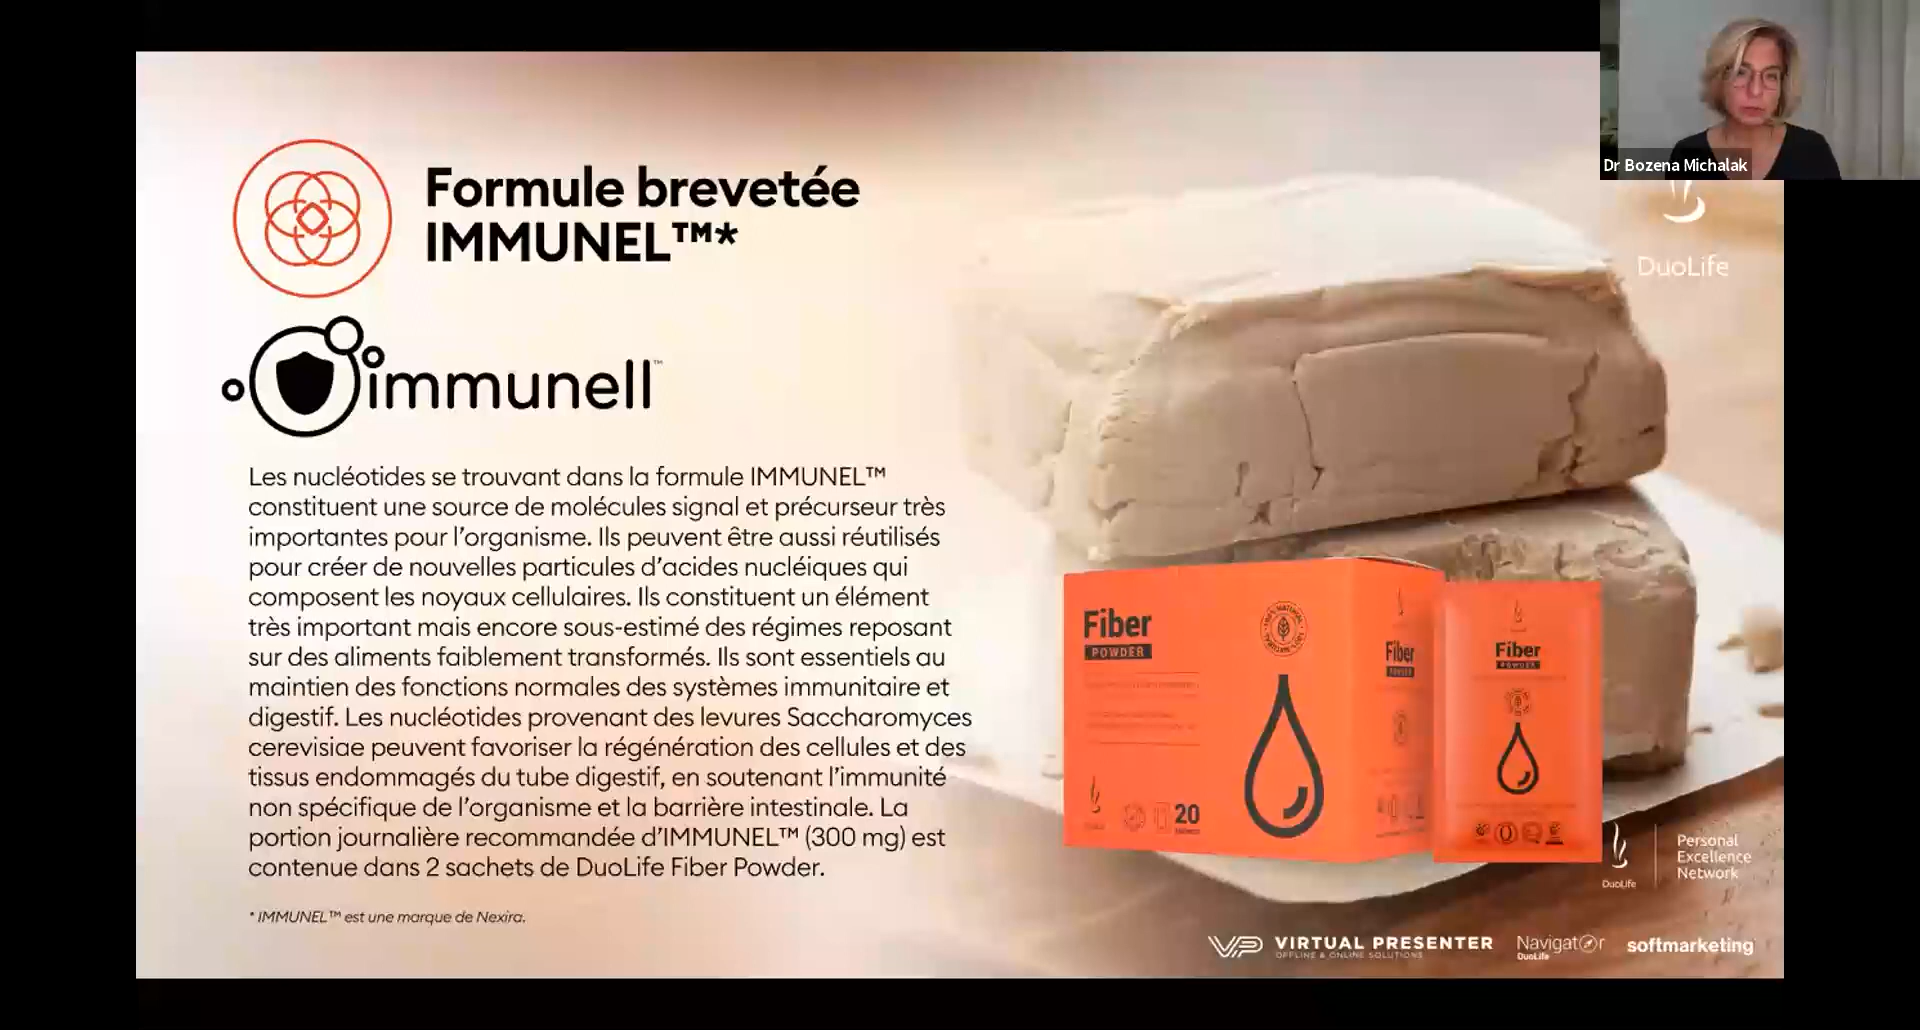 Dr Bozena Michalak
DuoLife
Formule brevetée
IMMUNEL™*
immunell™
Les nucléotides se trouvant dans la formule IMMUNEL™
constituent une source de molécules signal et précurseur très
importantes pour l'organisme. Ils peuvent être aussi réutilisés
pour créer de nouvelles particules d'acides nucléiques qui
composent les noyaux cellulaires. Ils constituent un élément
très important mais encore sous-estimé des régimes reposant
sur des aliments faiblement transformés. Ils sont essentiels au
maintien des fonctions normales des systèmes immunitaire et
digestif. Les nucléotides provenant des levures Saccharomyces
cerevisiae peuvent favoriser la régénération des cellules et des
tissus endommagés du tube digestif, en soutenant l'immunité
non spécifique de l'organisme et la barrière intestinale. La
portion journalière recommandée d'IMMUNEL™ (300 mg) est
contenue dans 2 sachets de DuoLife Fiber Powder.
* IMMUNEL™ est une marque de Nexira.
Fiber
POWDER
20
Fiber
POWDER
Fiber
POWDER
DuoLife
Personal
Excellence
Network
VP VIRTUAL PRESENTER
OFFLINE & ONLINE SOLUTIONS
Navigator
DuoLife
softmarketing